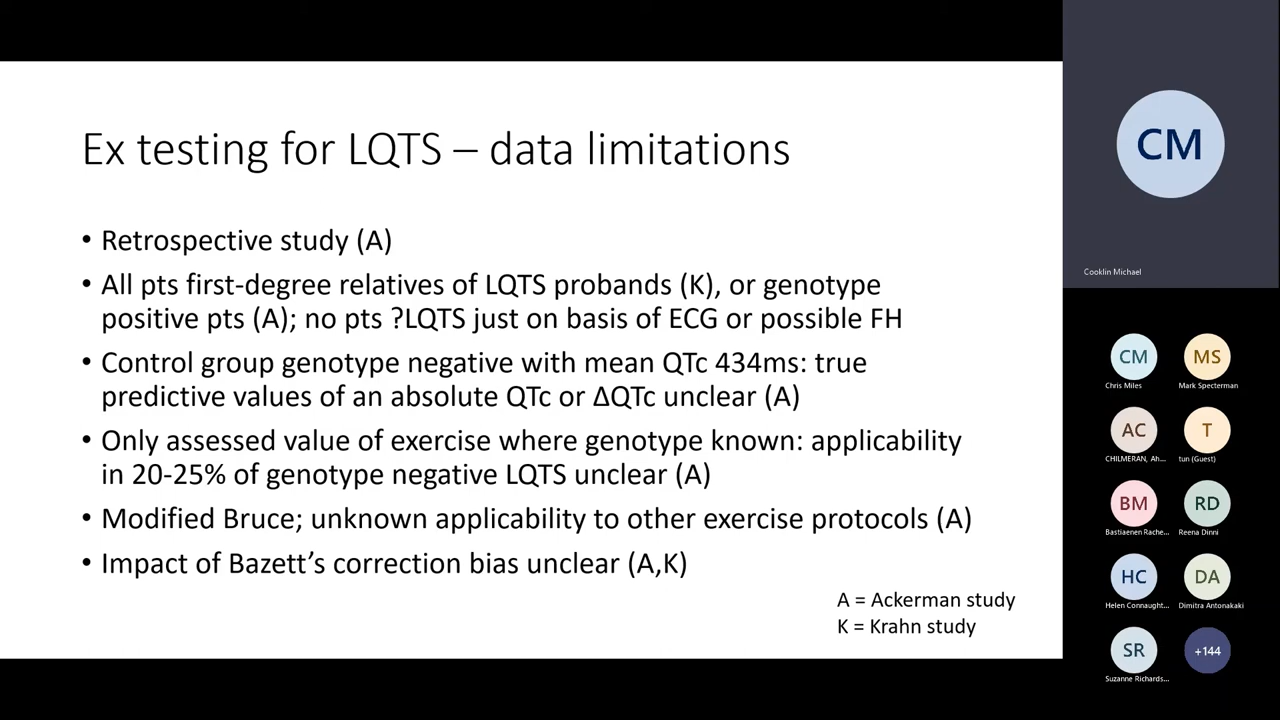 Ex testing for LQTS – data limitations
• Retrospective study (A)
• All pts first-degree relatives of LQTS probands (K), or genotype
positive pts (A); no pts ?LQTS just on basis of ECG or possible FH
• Control group genotype negative with mean QTc 434ms: true
predictive values of an absolute QTc or ΔQTc unclear (A)
• Only assessed value of exercise where genotype known: applicability
in 20-25% of genotype negative LQTS unclear (A)
• Modified Bruce; unknown applicability to other exercise protocols (A)
• Impact of Bazett’s correction bias unclear (A,K)
A = Ackerman study
K = Krahn study
CM
Cooklin Michael
CM MS
Chris Miles Mark Specterman
AC T
CHILMERAN, Ah... tun (Guest)
BM RD
Bastiaenen Rache... Reena Dinni
HC DA
Helen Connaught... Dimitra Antonakaki
SR +144
Suzanne Richards...